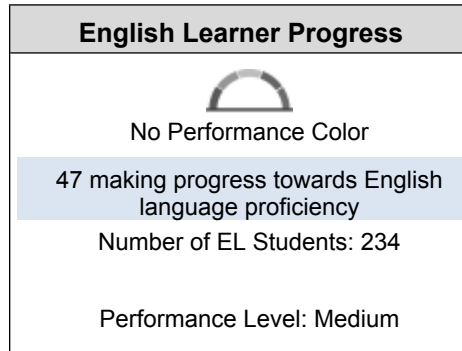 English Learner Progress
No Performance Color
47 making progress towards English
language proficiency
Number of EL Students: 234
Performance Level: Medium